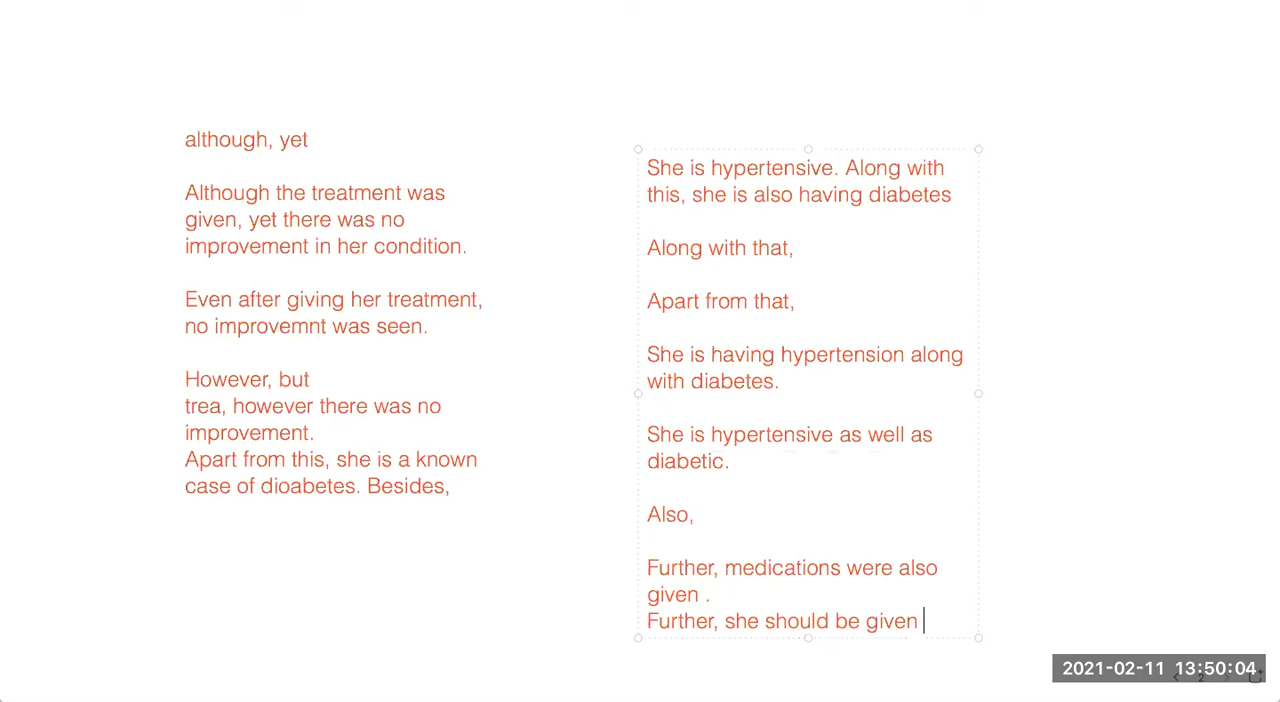 although, yet
Although the treatment was
given, yet there was no
improvement in her condition.
Even after giving her treatment,
no improvemnt was seen.
However, but
trea, however there was no
improvement.
Apart from this, she is a known
case of dioabetes. Besides,
She is hypertensive. Along with
this, she is also having diabetes
Along with that,
Apart from that,
She is having hypertension along
with diabetes.
She is hypertensive as well as
diabetic.
Also,
Further, medications were also
given .
Further, she should be given
2021-02-11 13:50:04